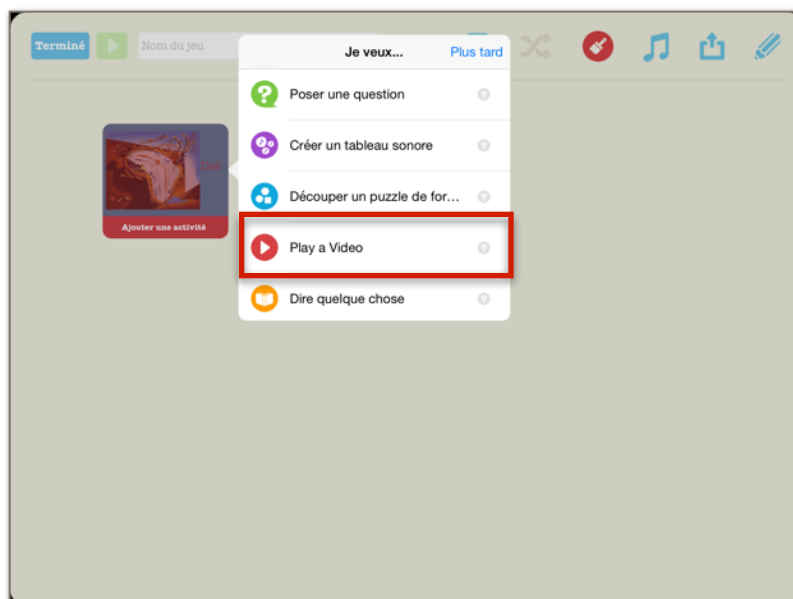 Terminé
Nom du jeu
Je veux...
Plus tard
Poser une question
Créer un tableau sonore
Découper un puzzle de for...
Play a Video
Dire quelque chose
Dali
Ajouter une activité